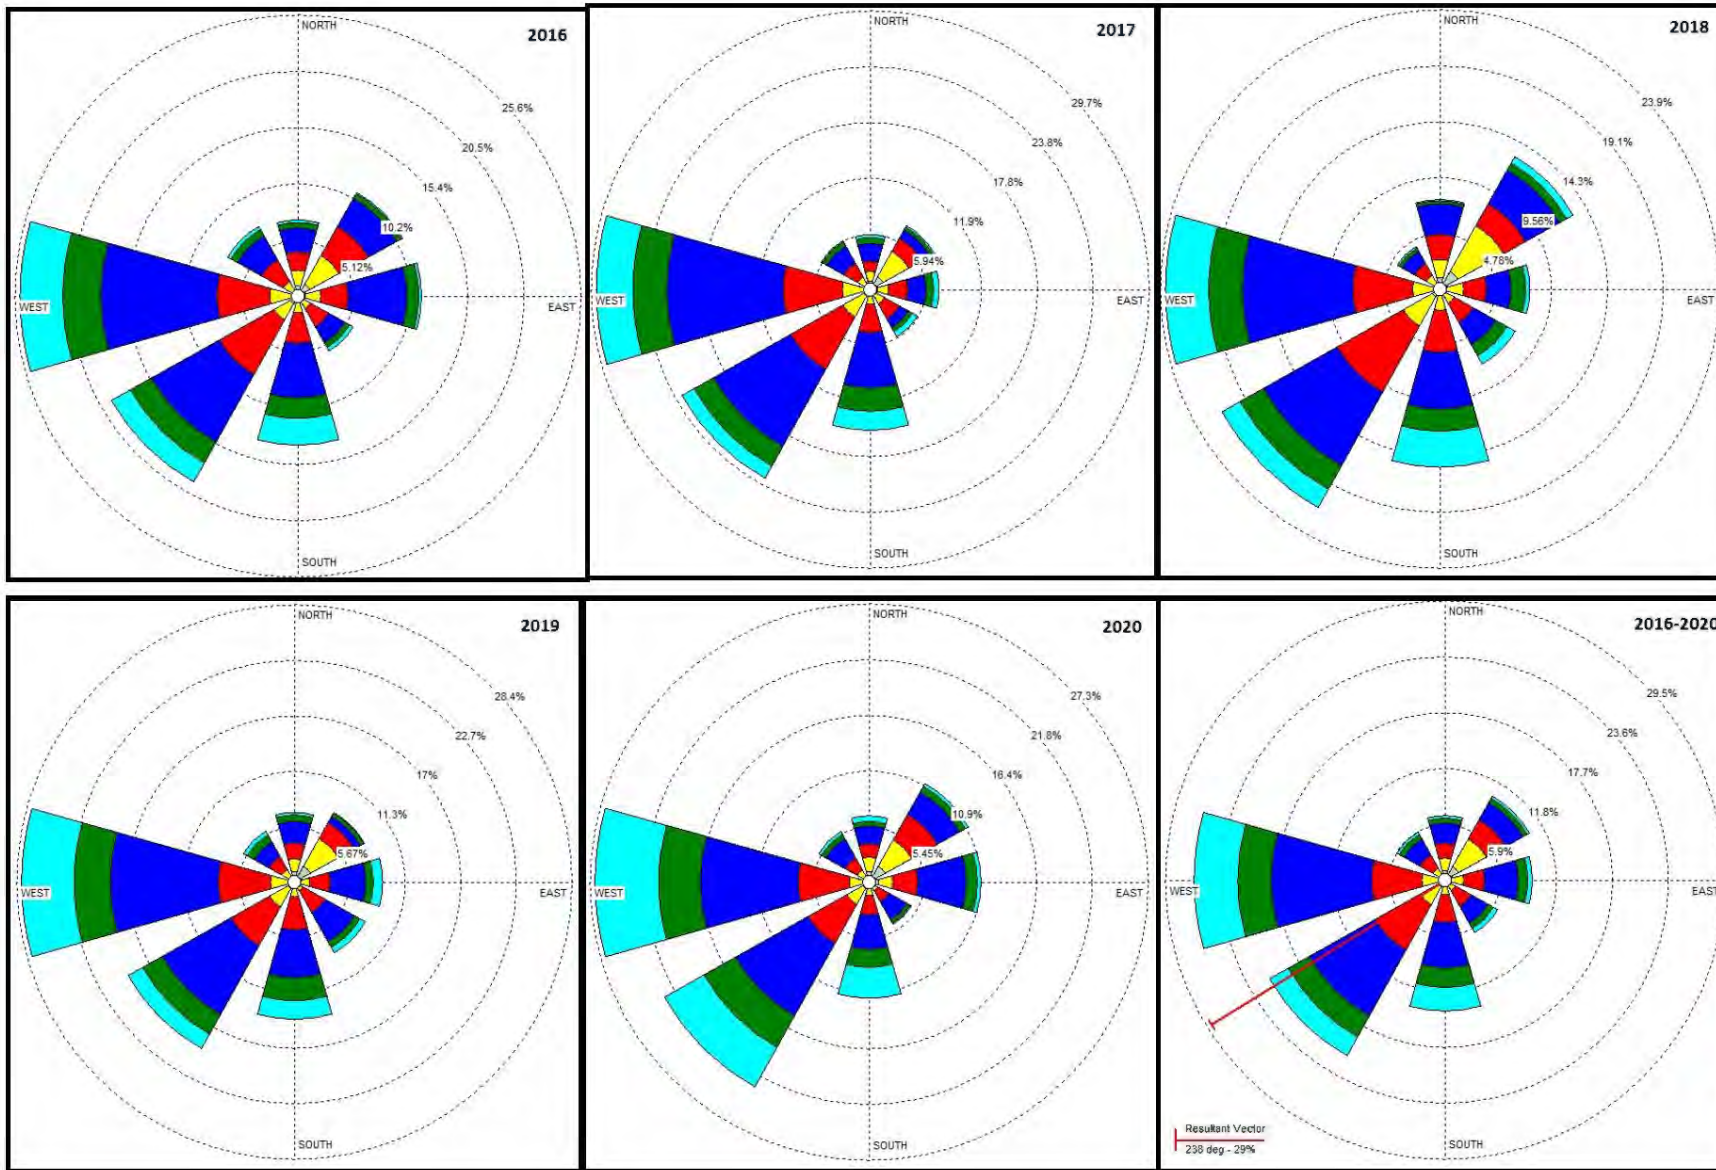 NORTH
2016
25.6%
20.5%
15.4%
10.2%
5.12%
WEST
EAST
SOUTH
NORTH
2017
29.7%
23.8%
17.8%
11.9%
5.94%
WEST
EAST
SOUTH
NORTH
2018
23.9%
19.1%
14.3%
9.56%
4.78%
WEST
EAST
SOUTH
NORTH
2019
28.4%
22.7%
17%
11.3%
5.67%
WEST
EAST
SOUTH
NORTH
2020
27.3%
21.8%
16.4%
10.9%
5.45%
WEST
EAST
SOUTH
NORTH
2016-2020
29.5%
23.6%
17.7%
11.8%
5.9%
WEST
EAST
SOUTH
Resultant Vector
238 deg - 29%